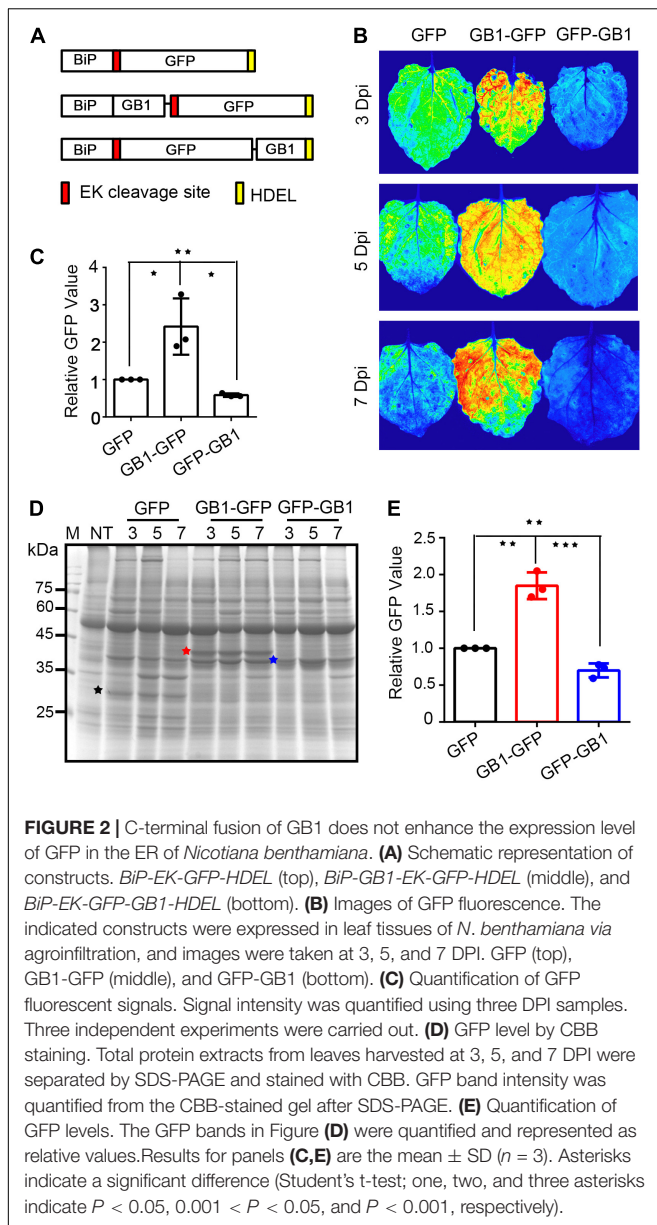 A
BiP GFP
BiP GB1 GFP
BiP GFP GB1
EK cleavage site HDEL
B
GFP GB1-GFP GFP-GB1
3 Dpi
5 Dpi
7 Dpi
C
Relative GFP Value
4
3
2
1
0
★★
★ ★
GFP
GB1-GFP
GFP-GB1
D
GFP GB1-GFP GFP-GB1
M NT 3 5 7 3 5 7 3 5 7
kDa
75
60
45
35
25
E
Relative GFP Value
2.5
2.0
1.5
1.0
0.5
0
★★
★★ ★★★
GFP
GB1-GFP
GFP-GB1
FIGURE 2 | C-terminal fusion of GB1 does not enhance the expression level
of GFP in the ER of Nicotiana benthamiana. (A) Schematic representation of
constructs. BiP-EK-GFP-HDEL (top), BiP-GB1-EK-GFP-HDEL (middle), and
BiP-EK-GFP-GB1-HDEL (bottom). (B) Images of GFP fluorescence. The
indicated constructs were expressed in leaf tissues of N. benthamiana via
agroinfiltration, and images were taken at 3, 5, and 7 DPI. GFP (top),
GB1-GFP (middle), and GFP-GB1 (bottom). (C) Quantification of GFP
fluorescent signals. Signal intensity was quantified using three DPI samples.
Three independent experiments were carried out. (D) GFP level by CBB
staining. Total protein extracts from leaves harvested at 3, 5, and 7 DPI were
separated by SDS-PAGE and stained with CBB. GFP band intensity was
quantified from the CBB-stained gel after SDS-PAGE. (E) Quantification of
GFP levels. The GFP bands in Figure (D) were quantified and represented as
relative values.Results for panels (C,E) are the mean ± SD (n = 3). Asterisks
indicate a significant difference (Student's t-test; one, two, and three asterisks
indicate P < 0.05, 0.001 < P < 0.05, and P < 0.001, respectively).